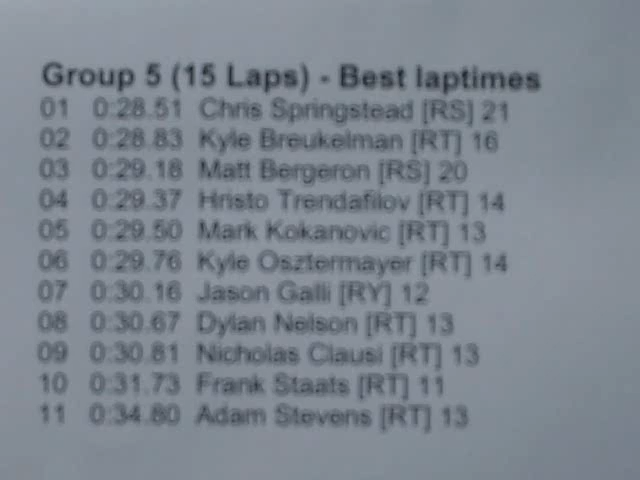 Group 5 (15 Laps) - Best laptimes
01 0:28.51 Chris Springstead [RS] 21
02 0:28.83 Kyle Breukelman [RT] 16
03 0:29.18 Matt Bergeron [RS] 20
04 0:29.37 Hristo Trendafilov [RT] 14
05 0:29.50 Mark Kokanovic [RT] 13
06 0:29.76 Kyle Osztermayer [RT] 14
07 0:30.16 Jason Galli [RY] 12
08 0:30.67 Dylan Nelson [RT] 13
09 0:30.81 Nicholas Clausi [RT] 13
10 0:31.73 Frank Staats [RT] 11
11 0:34.80 Adam Stevens [RT] 13